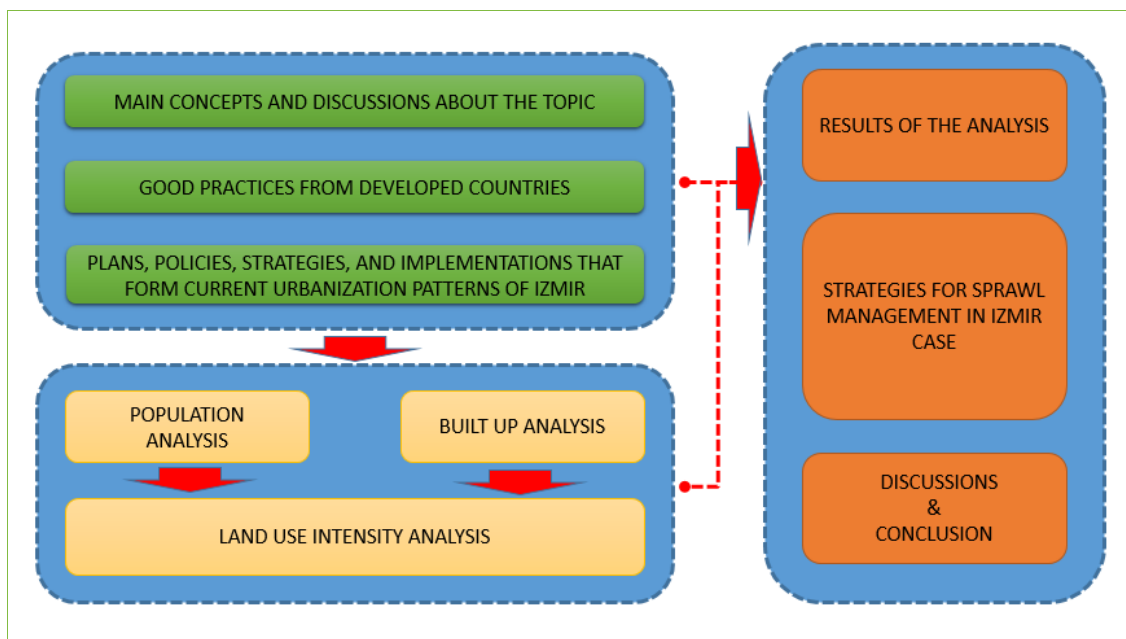 MAIN CONCEPTS AND DISCUSSIONS ABOUT THE TOPIC
GOOD PRACTICES FROM DEVELOPED COUNTRIES
PLANS, POLICIES, STRATEGIES, AND IMPLEMENTATIONS THAT
FORM CURRENT URBANIZATION PATTERNS OF IZMIR
POPULATION
ANALYSIS
BUILT UP ANALYSIS
LAND USE INTENSITY ANALYSIS
RESULTS OF THE ANALYSIS
STRATEGIES FOR SPRAWL
MANAGEMENT IN IZMIR
CASE
DISCUSSIONS
&
CONCLUSION